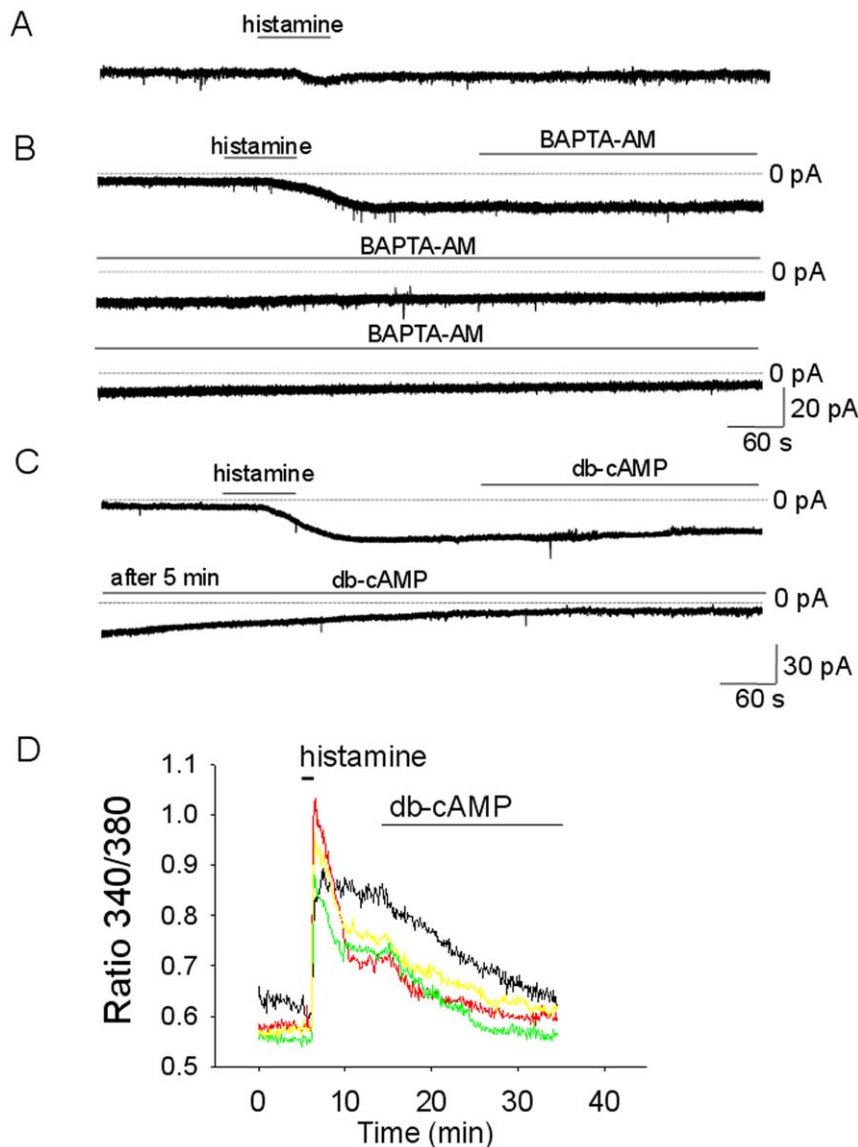 A
histamine
B
histamine BAPTA-AM
0 pA
BAPTA-AM
0 pA
BAPTA-AM
0 pA
20 pA
60 s
C
histamine db-cAMP
0 pA
after 5 min db-cAMP
0 pA
30 pA
60 s
D
histamine
db-cAMP
Ratio 340/380
1.1
1.0
0.9
0.8
0.7
0.6
0.5
0 10 20 30 40
Time (min)